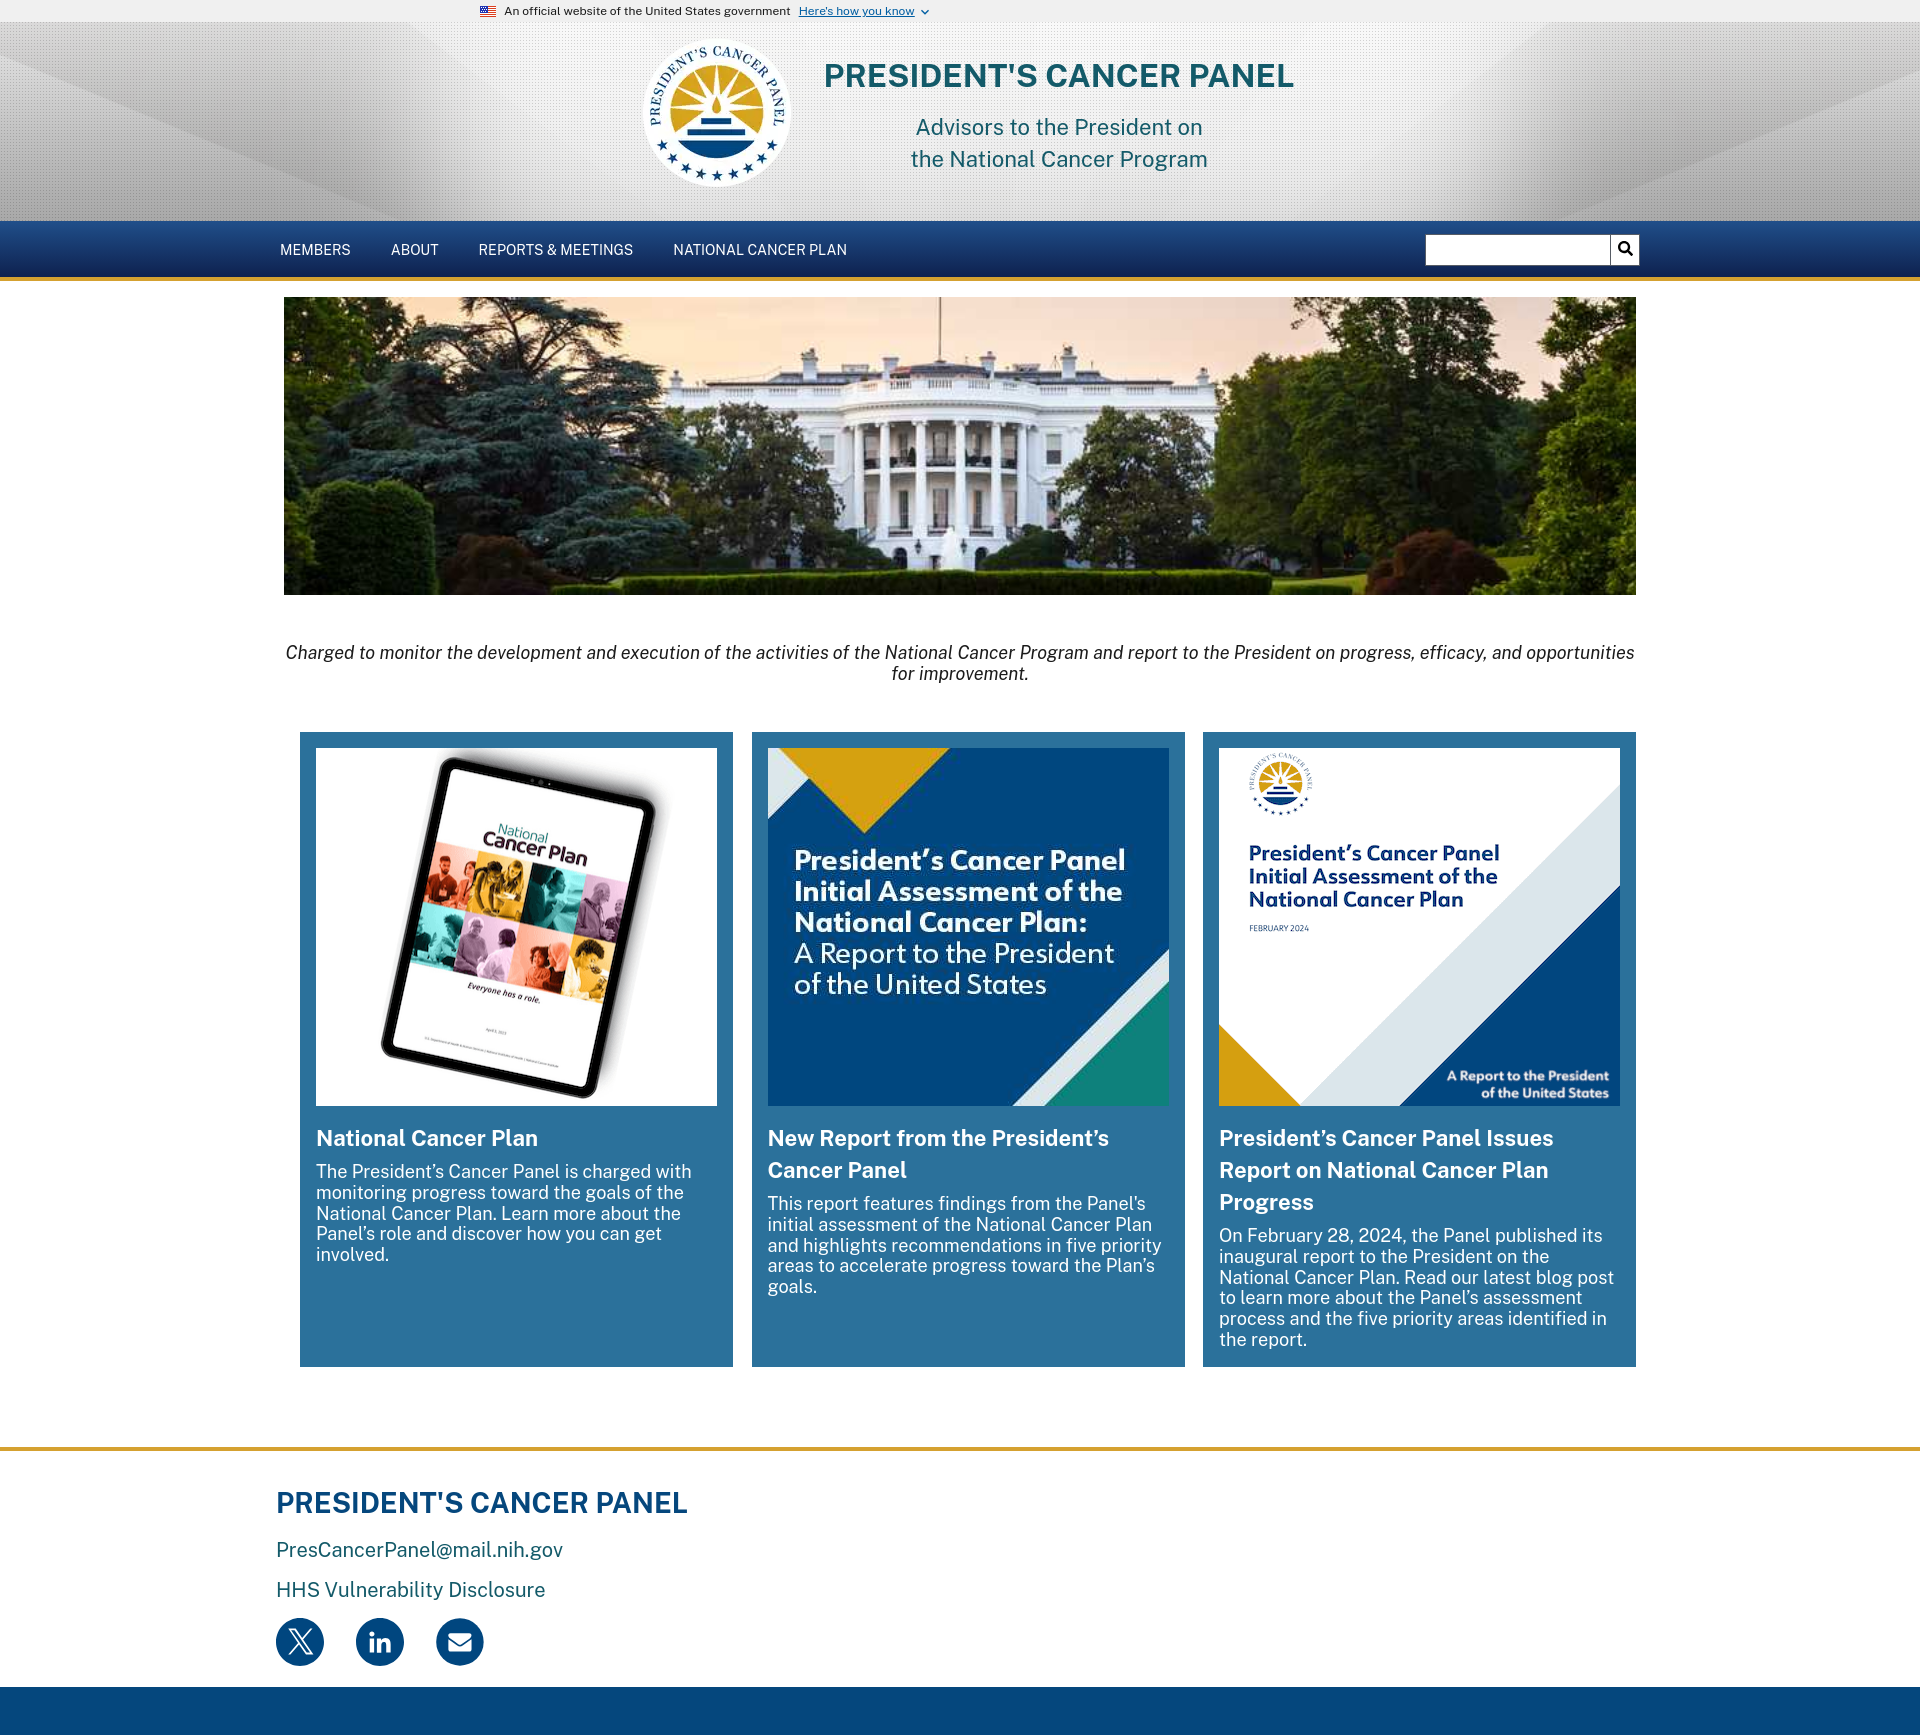 An official website of the United States government Here's how you know
PRESIDENT'S CANCER PANEL
PRESIDENT'S CANCER PANEL
Advisors to the President on
the National Cancer Program
MEMBERS ABOUT REPORTS & MEETINGS NATIONAL CANCER PLAN
Charged to monitor the development and execution of the activities of the National Cancer Program and report to the President on progress, efficacy, and opportunities
for improvement.
National
Cancer Plan
Everyone has a role.
National Cancer Plan
The President’s Cancer Panel is charged with
monitoring progress toward the goals of the
National Cancer Plan. Learn more about the
Panel’s role and discover how you can get
involved.
President’s Cancer Panel
Initial Assessment of the
National Cancer Plan:
A Report to the President
of the United States
New Report from the President’s
Cancer Panel
This report features findings from the Panel's
initial assessment of the National Cancer Plan
and highlights recommendations in five priority
areas to accelerate progress toward the Plan’s
goals.
PRESIDENT'S CANCER PANEL
President’s Cancer Panel
Initial Assessment of the
National Cancer Plan
FEBRUARY 2024
A Report to the President
of the United States
President’s Cancer Panel Issues
Report on National Cancer Plan
Progress
On February 28, 2024, the Panel published its
inaugural report to the President on the
National Cancer Plan. Read our latest blog post
to learn more about the Panel’s assessment
process and the five priority areas identified in
the report.
PRESIDENT'S CANCER PANEL
PresCancerPanel@mail.nih.gov
HHS Vulnerability Disclosure